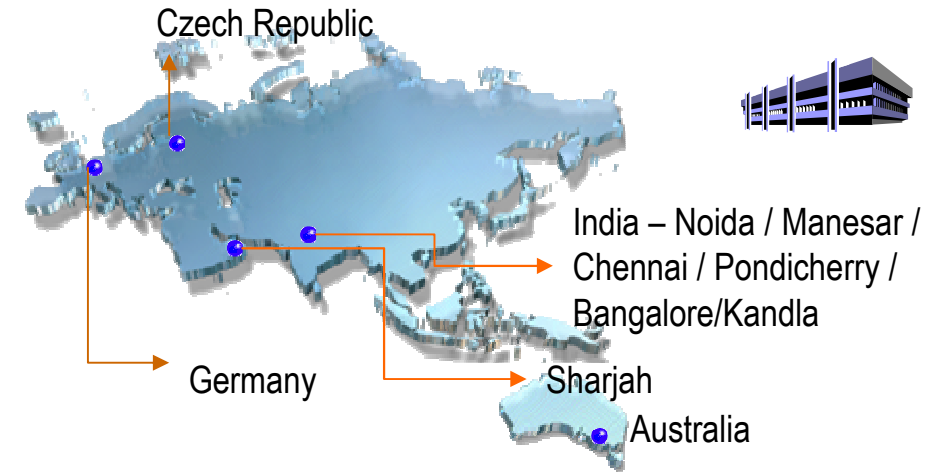 Czech Republic
India – Noida / Manesar /
Chennai / Pondicherry /
Bangalore/Kandla
Germany
Sharjah
Australia